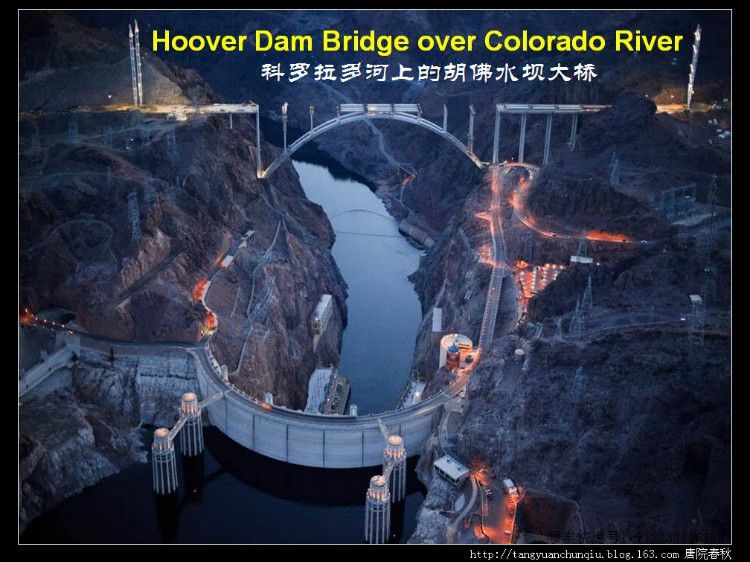 Hoover Dam Bridge over Colorado River
科罗拉多河上的胡佛水坝大桥
http://tangyuanchunqiu.blog.163.com 唐院春秋